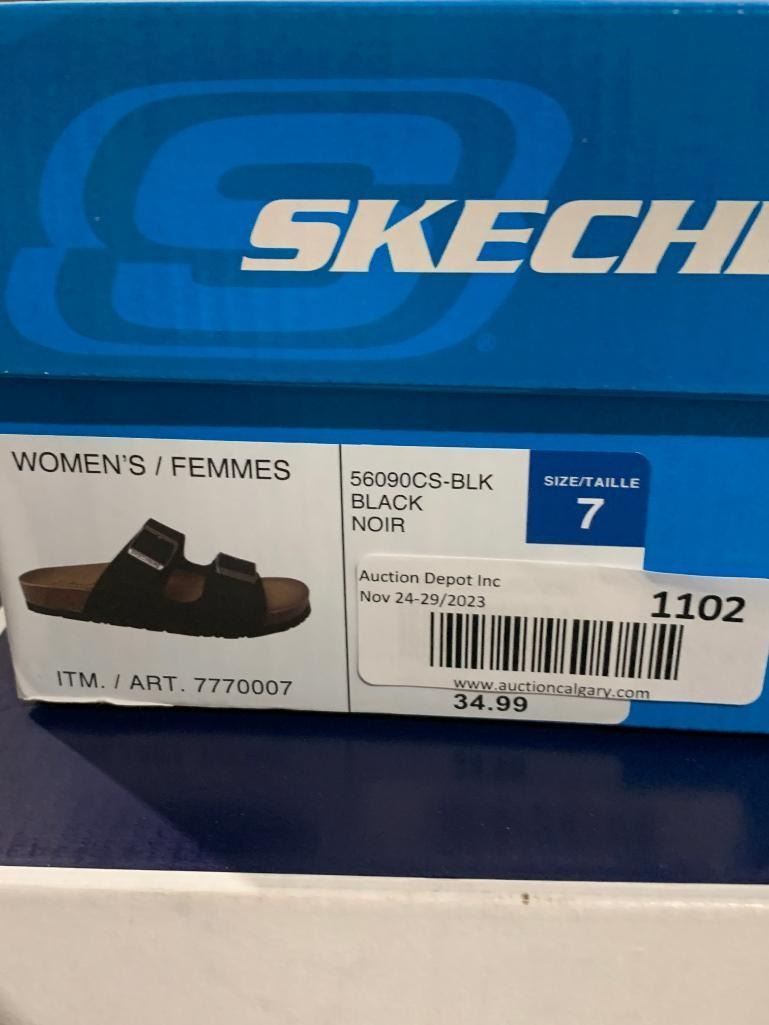 SKECH
WOMEN'S / FEMMES
56090CS-BLK
BLACK
NOIR
SIZE/TAILLE
7
ITM. / ART. 7770007
Auction Depot Inc
Nov 24-29/2023
1102
www.auctioncalgary.com
34.99